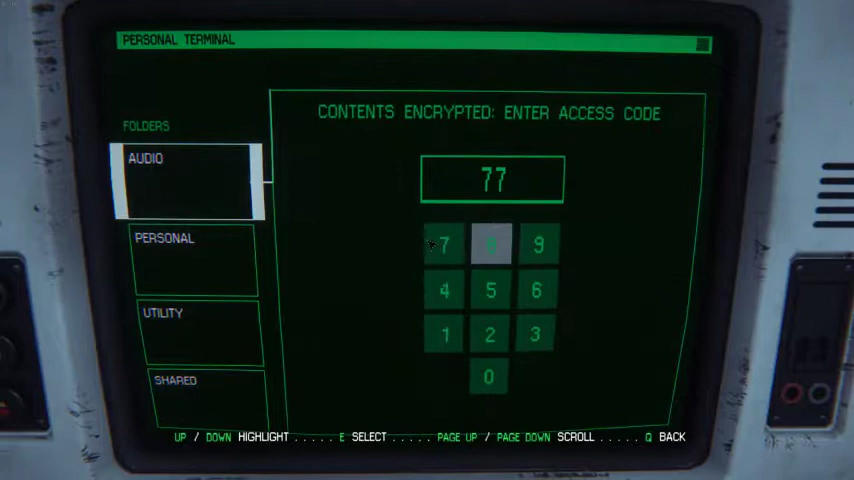 PERSONAL TERMINAL
FOLDERS
AUDIO
PERSONAL
UTILITY
SHARED
CONTENTS ENCRYPTED: ENTER ACCESS CODE
77
7 8 9
4 5 6
1 2 3
0
UP / DOWN HIGHLIGHT ..... E SELECT ..... PAGE UP / PAGE DOWN SCROLL ..... Q BACK